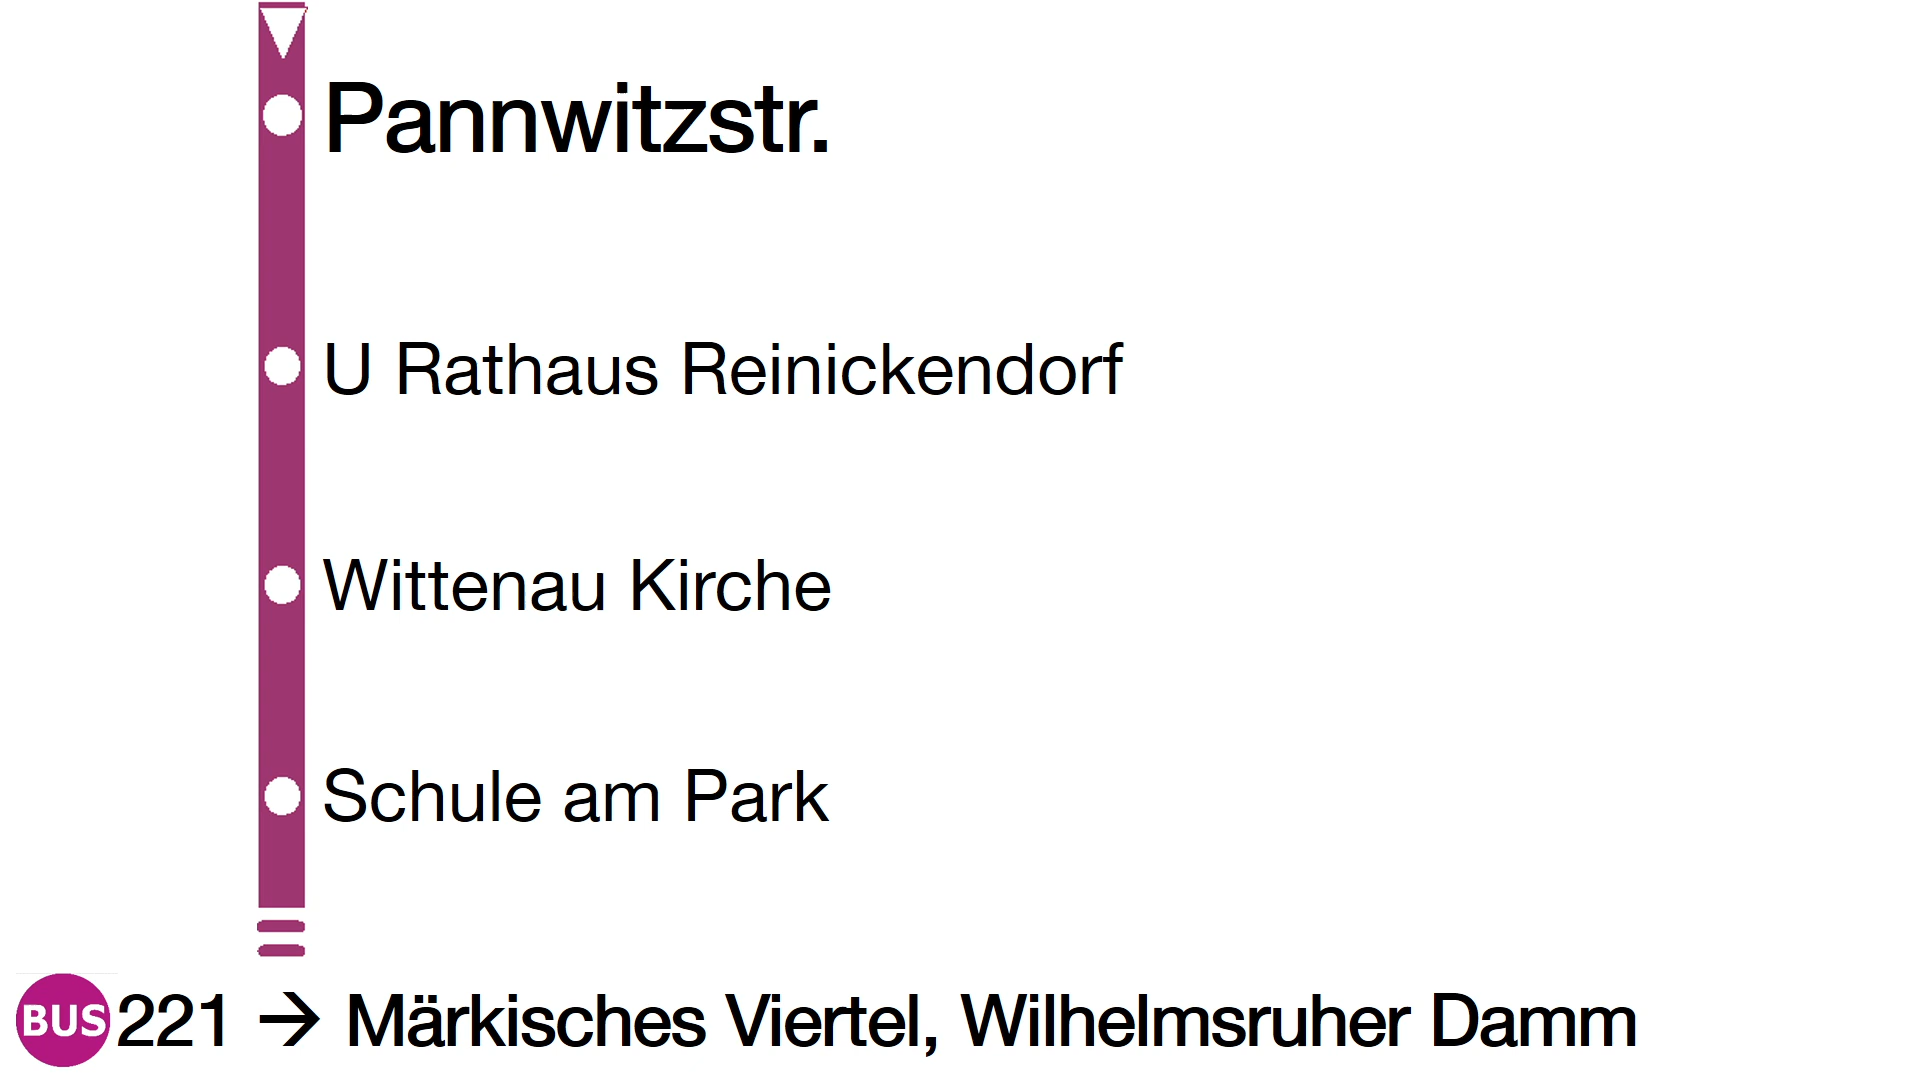 Pannwitzstr.
U Rathaus Reinickendorf
Wittenau Kirche
Schule am Park
BUS 221 → Märkisches Viertel, Wilhelmsruher Damm